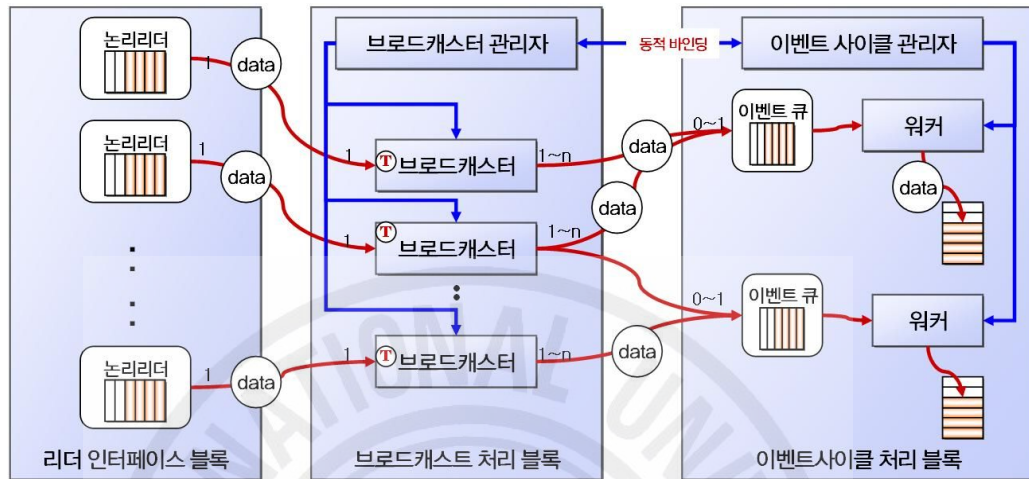 논리리더
1
data
논리리더
1
data
논리리더
1
data
리더 인터페이스 블록
브로드캐스터 관리자
1
T
브로드캐스터
1~n
1
T
브로드캐스터
1~n
1
T
브로드캐스터
1~n
브로드캐스트 처리 블록
동적 바인딩
data
data
data
이벤트 사이클 관리자
0~1
이벤트 큐
워커
data
0~1
이벤트 큐
워커
이벤트사이클 처리 블록
NATIONAL UN